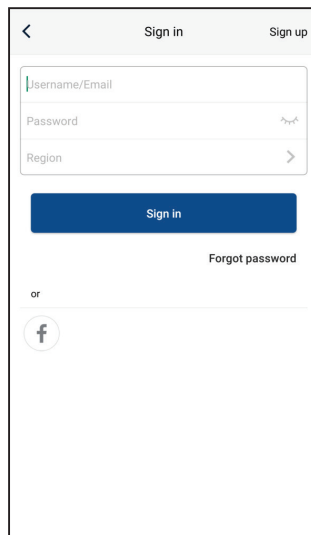 Sign in Sign up
Username/Email
Password
Region
Sign in
Forgot password
or